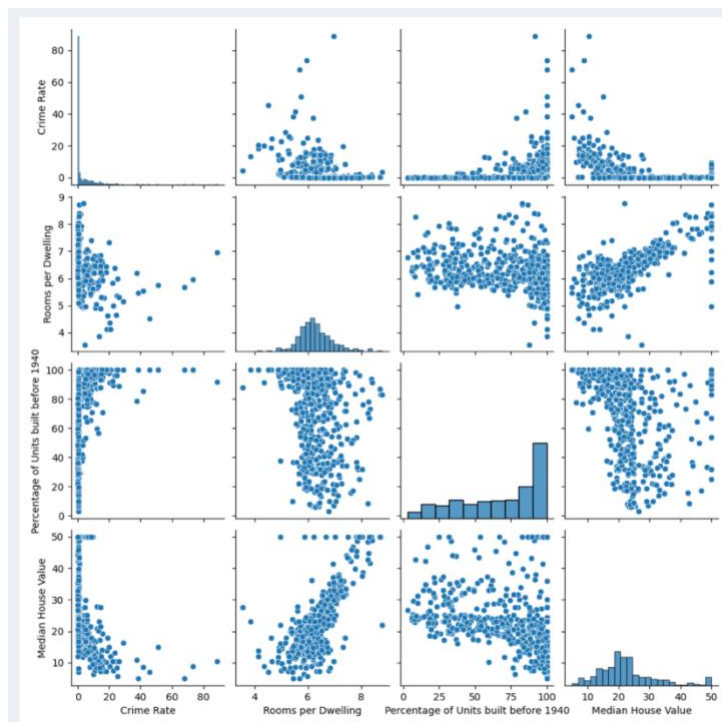 Crime Rate
80
60
40
20
0
Rooms per Dwelling
9
8
7
6
5
4
Percentage of Units built before 1940
100
80
60
40
20
0
Median House Value
50
40
30
20
10
0 20 40 60 80
Crime Rate
4 6 8
Rooms per Dwelling
0 25 50 75 100
Percentage of Units built before 1940
10 20 30 40 50
Median House Value